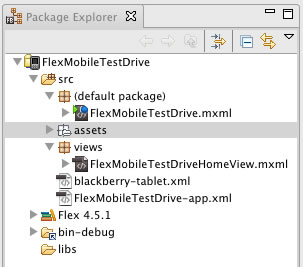 Package Explorer
FlexMobileTestDrive
src
(default package)
FlexMobileTestDrive.mxml
assets
views
FlexMobileTestDriveHomeView.mxml
blackberry-tablet.xml
FlexMobileTestDrive-app.xml
Flex 4.5.1
bin-debug
libs